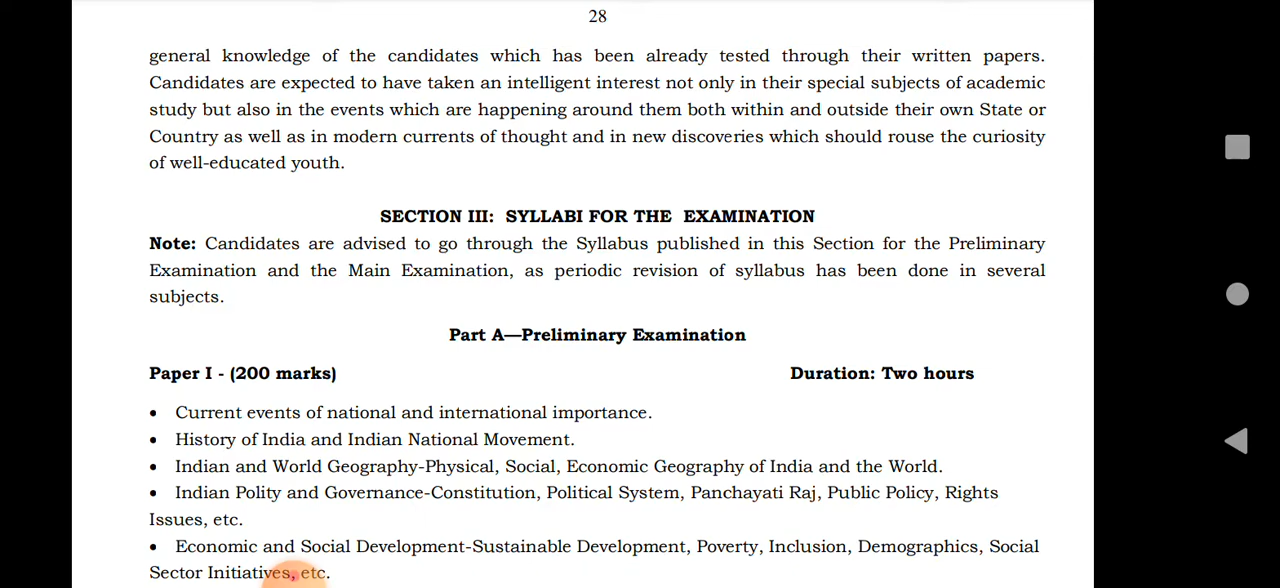 28
general knowledge of the candidates which has been already tested through their written papers.
Candidates are expected to have taken an intelligent interest not only in their special subjects of academic
study but also in the events which are happening around them both within and outside their own State or
Country as well as in modern currents of thought and in new discoveries which should rouse the curiosity
of well-educated youth.
SECTION III: SYLLABI FOR THE EXAMINATION
Note: Candidates are advised to go through the Syllabus published in this Section for the Preliminary
Examination and the Main Examination, as periodic revision of syllabus has been done in several
subjects.
Part A—Preliminary Examination
Paper I - (200 marks) Duration: Two hours
• Current events of national and international importance.
• History of India and Indian National Movement.
• Indian and World Geography-Physical, Social, Economic Geography of India and the World.
• Indian Polity and Governance-Constitution, Political System, Panchayati Raj, Public Policy, Rights
Issues, etc.
• Economic and Social Development-Sustainable Development, Poverty, Inclusion, Demographics, Social
Sector Initiatives, etc.